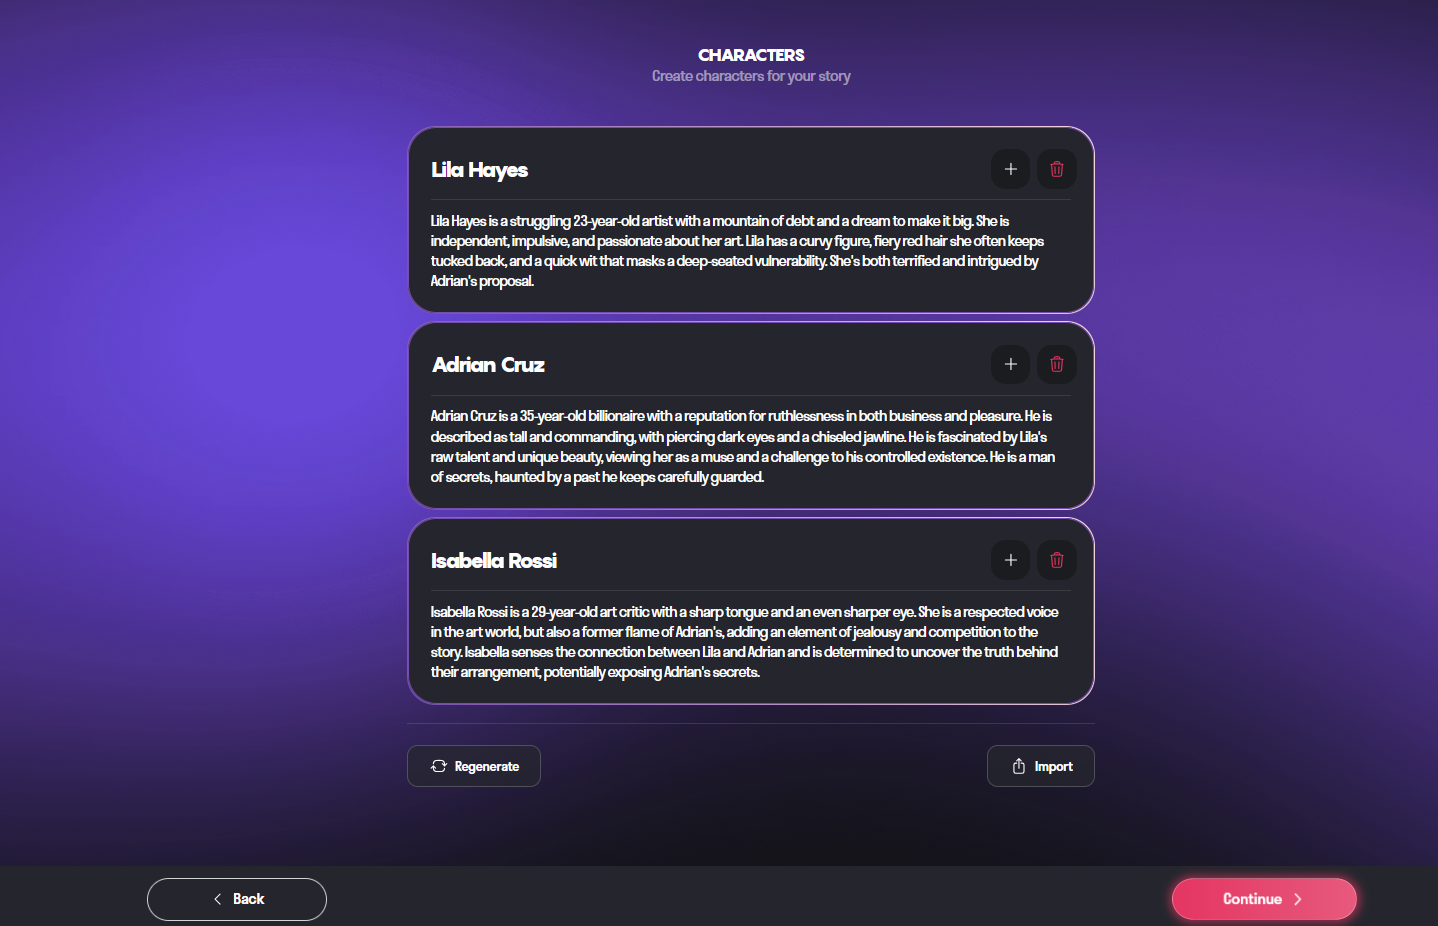 CHARACTERS
Create characters for your story
Lila Hayes
Lila Hayes is a struggling 23-year-old artist with a mountain of debt and a dream to make it big. She is
independent, impulsive, and passionate about her art. Lila has a curvy figure, fiery red hair she often keeps
tucked back, and a quick wit that masks a deep-seated vulnerability. She's both terrified and intrigued by
Adrian's proposal.
Adrian Cruz
Adrian Cruz is a 35-year-old billionaire with a reputation for ruthlessness in both business and pleasure. He is
described as tall and commanding, with piercing dark eyes and a chiseled jawline. He is fascinated by Lila's
raw talent and unique beauty, viewing her as a muse and a challenge to his controlled existence. He is a man
of secrets, haunted by a past he keeps carefully guarded.
Isabella Rossi
Isabella Rossi is a 29-year-old art critic with a sharp tongue and an even sharper eye. She is a respected voice
in the art world, but also a former flame of Adrian's, adding an element of jealousy and competition to the
story. Isabella senses the connection between Lila and Adrian and is determined to uncover the truth behind
their arrangement, potentially exposing Adrian's secrets.
Regenerate
Import
Back
Continue